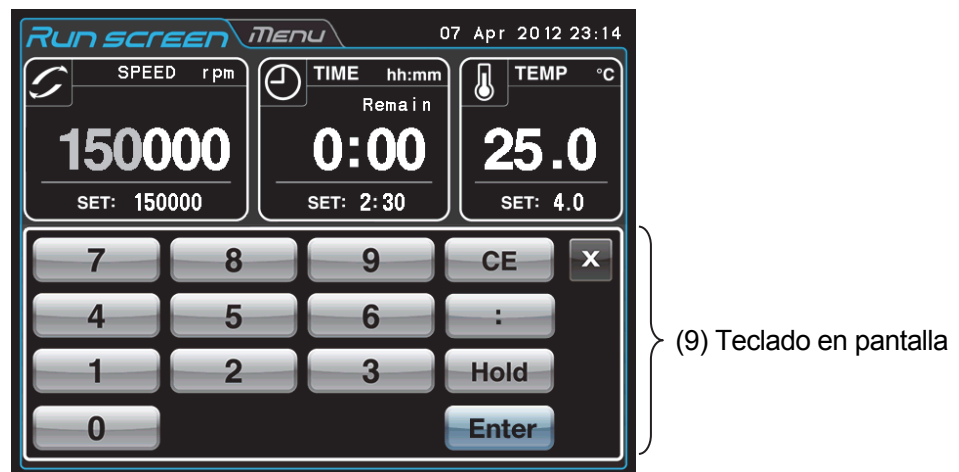 Run screen Menu 07 Apr 2012 23:14
SPEED rpm
150000
SET: 150000
TIME hh:mm
Remain
0:00
SET: 2:30
TEMP °C
25.0
SET: 4.0
7 8 9 CE X
4 5 6 :
1 2 3 Hold
0 Enter
(9) Teclado en pantalla